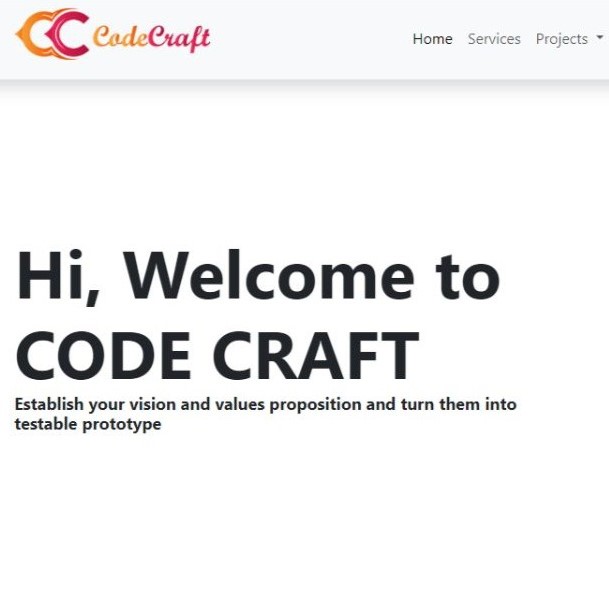 CodeCraft
Home Services Projects
Hi, Welcome to
CODE CRAFT
Establish your vision and values proposition and turn them into
testable prototype